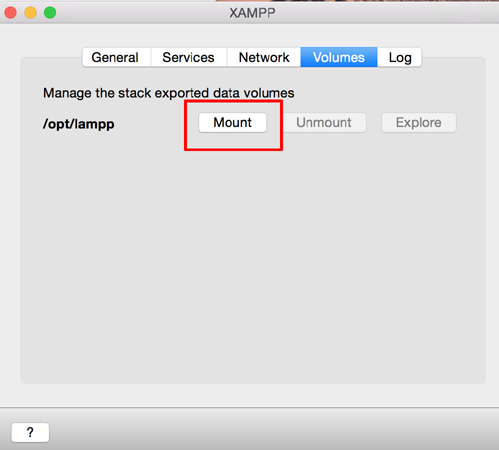 XAMPP
General Services Network Volumes Log
Manage the stack exported data volumes
/opt/lampp Mount Unmount Explore
?